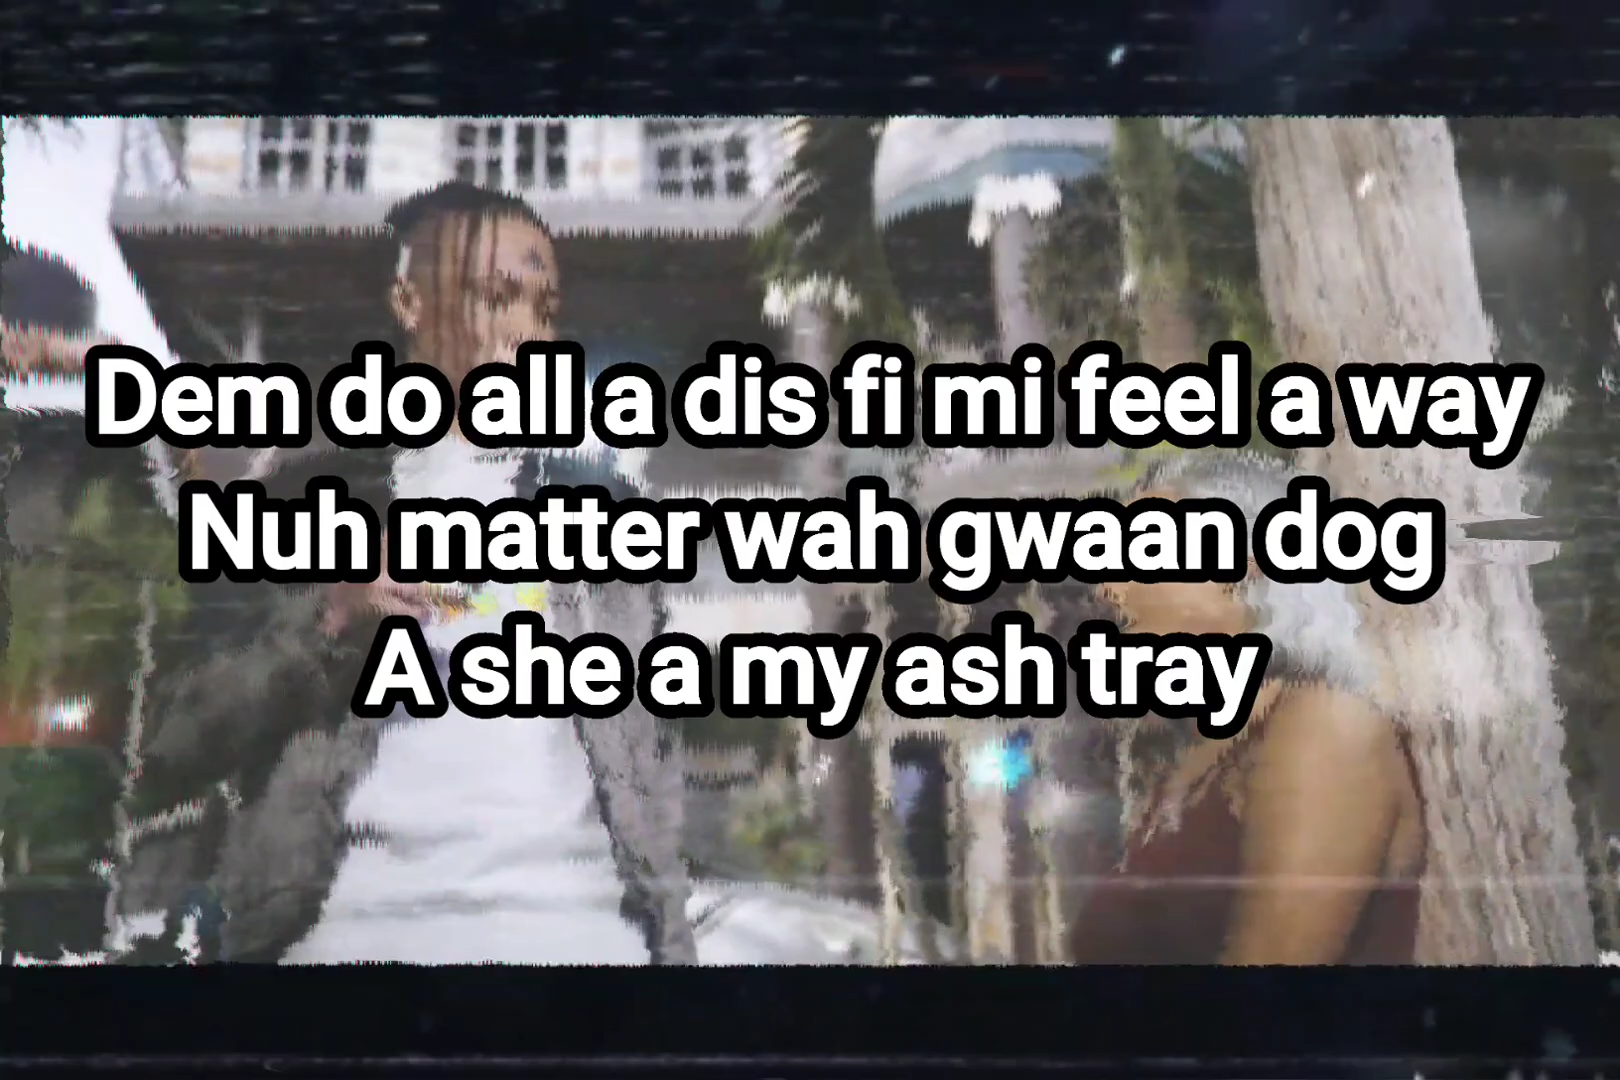 Dem do all a dis fi mi feel a way
Nuh matter wah gwaan dog
A she a my ash tray